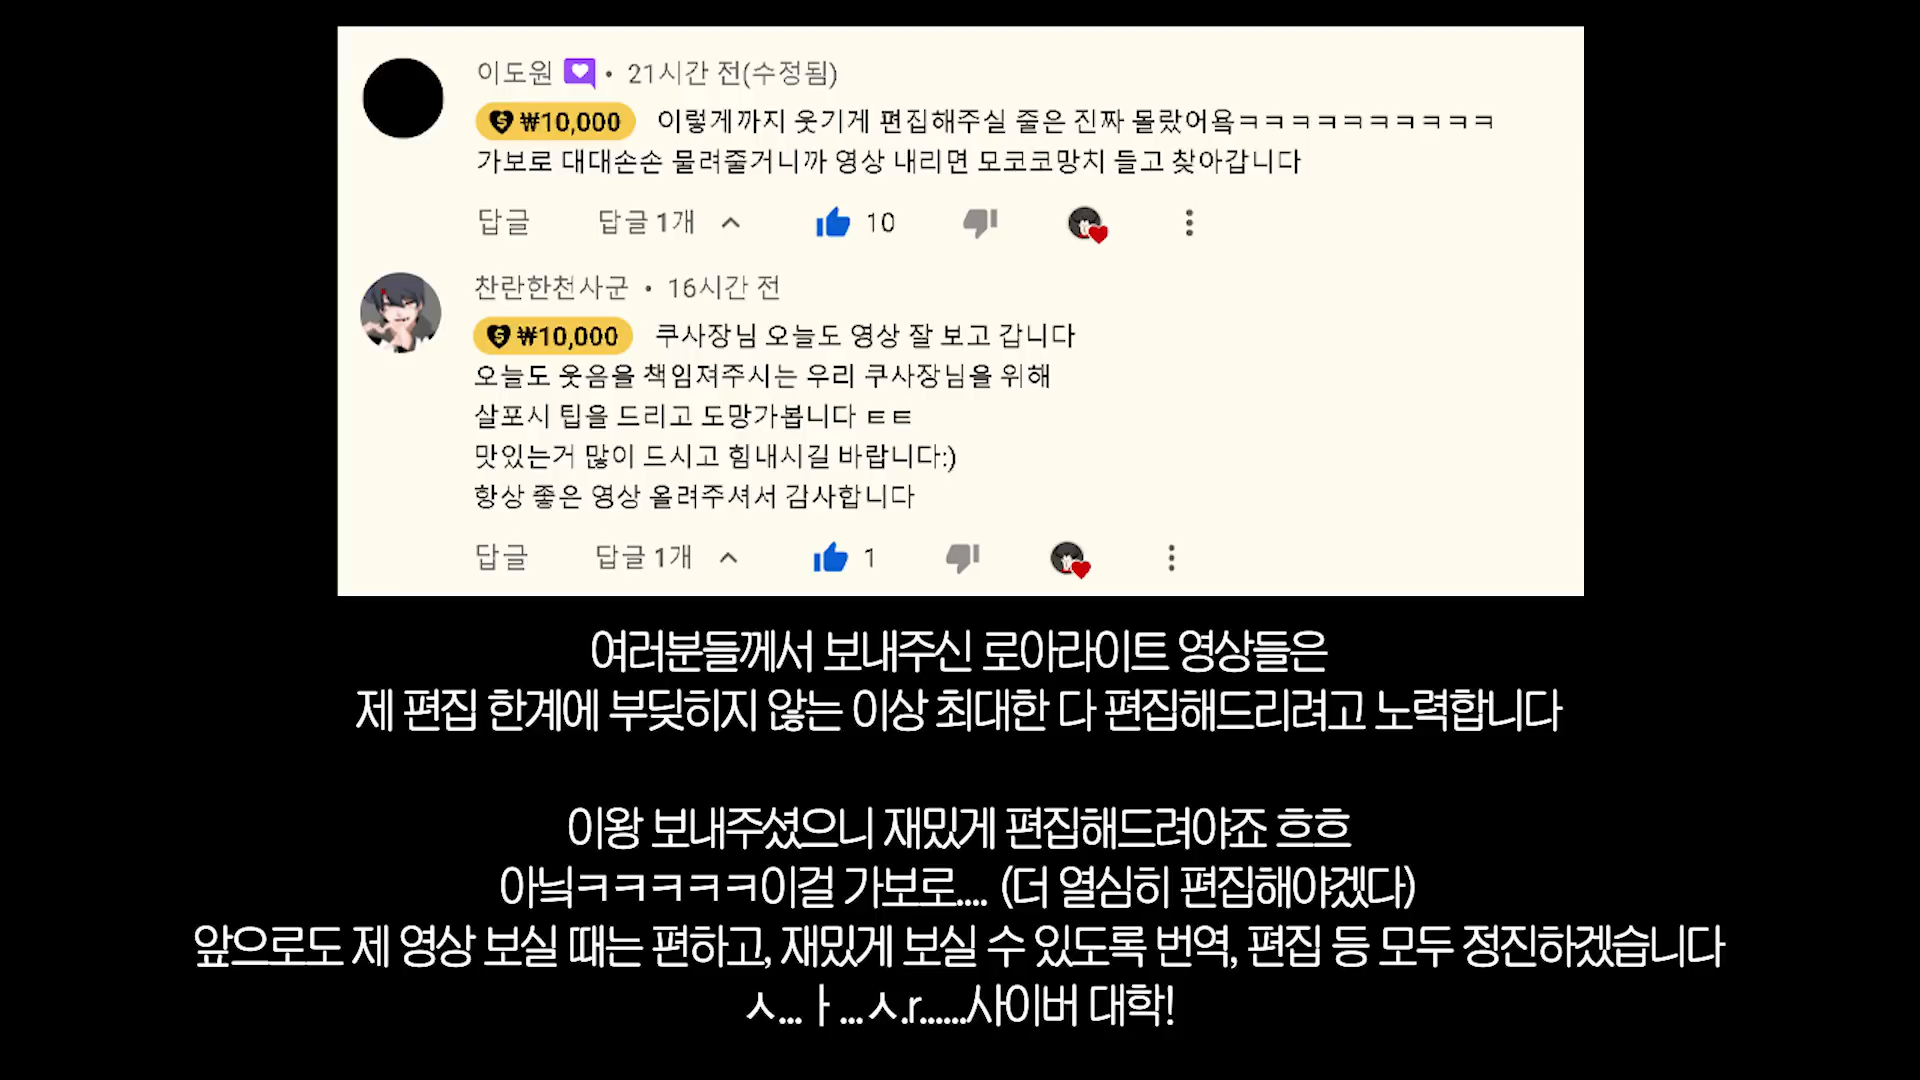 이도원 • 21시간 전(수정됨)
₩10,000 이렇게까지 웃기게 편집해주실 줄은 진짜 몰랐어욬ㅋㅋㅋㅋㅋㅋㅋㅋㅋㅋ
가보로 대대손손 물려줄거니까 영상 내리면 모코코망치 들고 찾아갑니다
답글 답글 1개 10
찬란한천사군 • 16시간 전
₩10,000 쿠사장님 오늘도 영상 잘 보고 갑니다
오늘도 웃음을 책임져주시는 우리 쿠사장님을 위해
살포시 팁을 드리고 도망가봅니다 ㅌㅌ
맛있는거 많이 드시고 힘내시길 바랍니다:)
항상 좋은 영상 올려주셔서 감사합니다
답글 답글 1개 1
여러분들께서 보내주신 로아라이트 영상들은
제 편집 한계에 부딪히지 않는 이상 최대한 다 편집해드리려고 노력합니다
이왕 보내주셨으니 재밌게 편집해드려야죠 흐흐
아닠ㅋㅋㅋㅋㅋ이걸 가보로.... (더 열심히 편집해야겠다)
앞으로도 제 영상 보실 때는 편하고, 재밌게 보실 수 있도록 번역, 편집 등 모두 정진하겠습니다
ㅅ...ㅏ...ㅅ.r......사이버 대학!